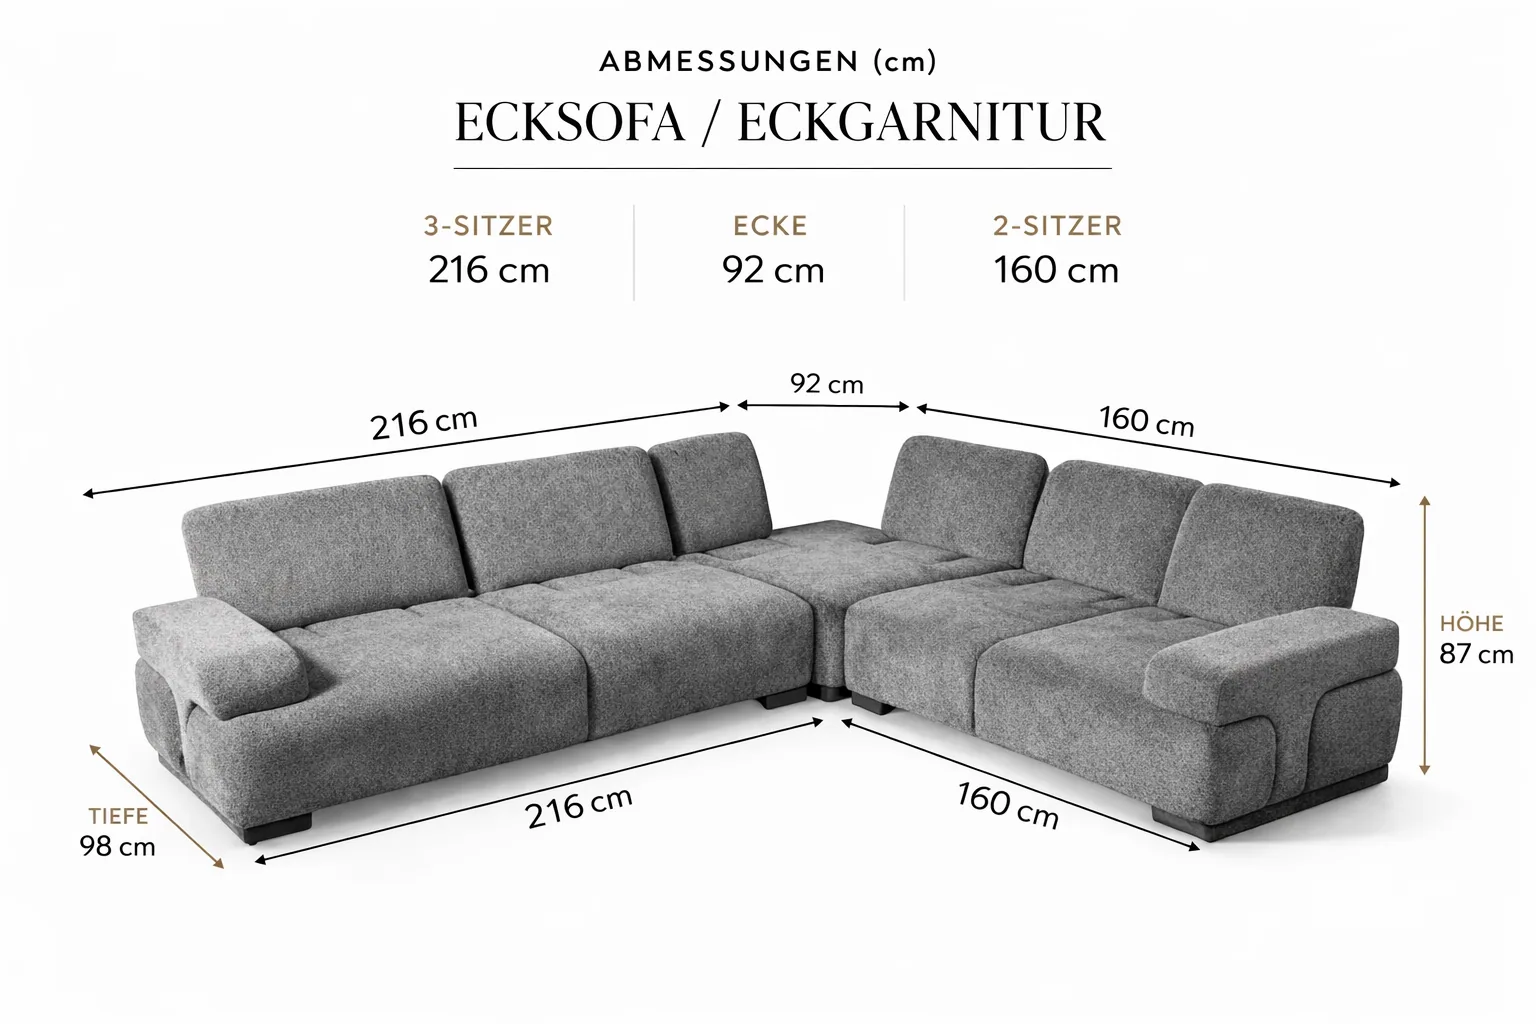 ABMESSUNGEN (cm)
ECKSOFA / ECKGARNITUR
3-SITZER
216 cm
ECKE
92 cm
2-SITZER
160 cm
92 cm
216 cm
160 cm
HÖHE
87 cm
TIEFE
98 cm
216 cm
160 cm